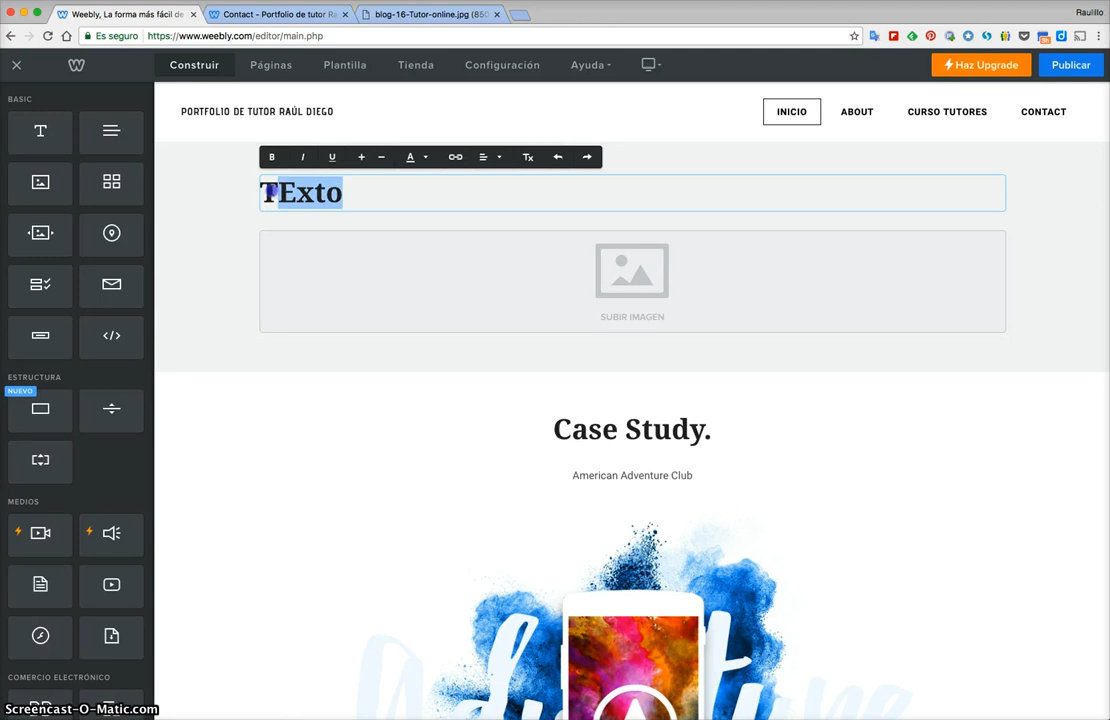 Weebly, La forma más fácil de
Contact - Portfolio de tutor Ra
blog-16-Tutor-online.jpg (850
Raulillo
Es seguro
https://www.weebly.com/editor/main.php
Construir
Páginas
Plantilla
Tienda
Configuración
Ayuda
Haz Upgrade
Publicar
BASIC
PORTFOLIO DE TUTOR RAÚL DIEGO
INICIO
ABOUT
CURSO TUTORES
CONTACT
B I U + − A Tx
TExto
SUBIR IMAGEN
ESTRUCTURA
NUEVO
Case Study.
American Adventure Club
MEDIOS
COMERCIO ELECTRÓNICO
Screencast-O-Matic.com